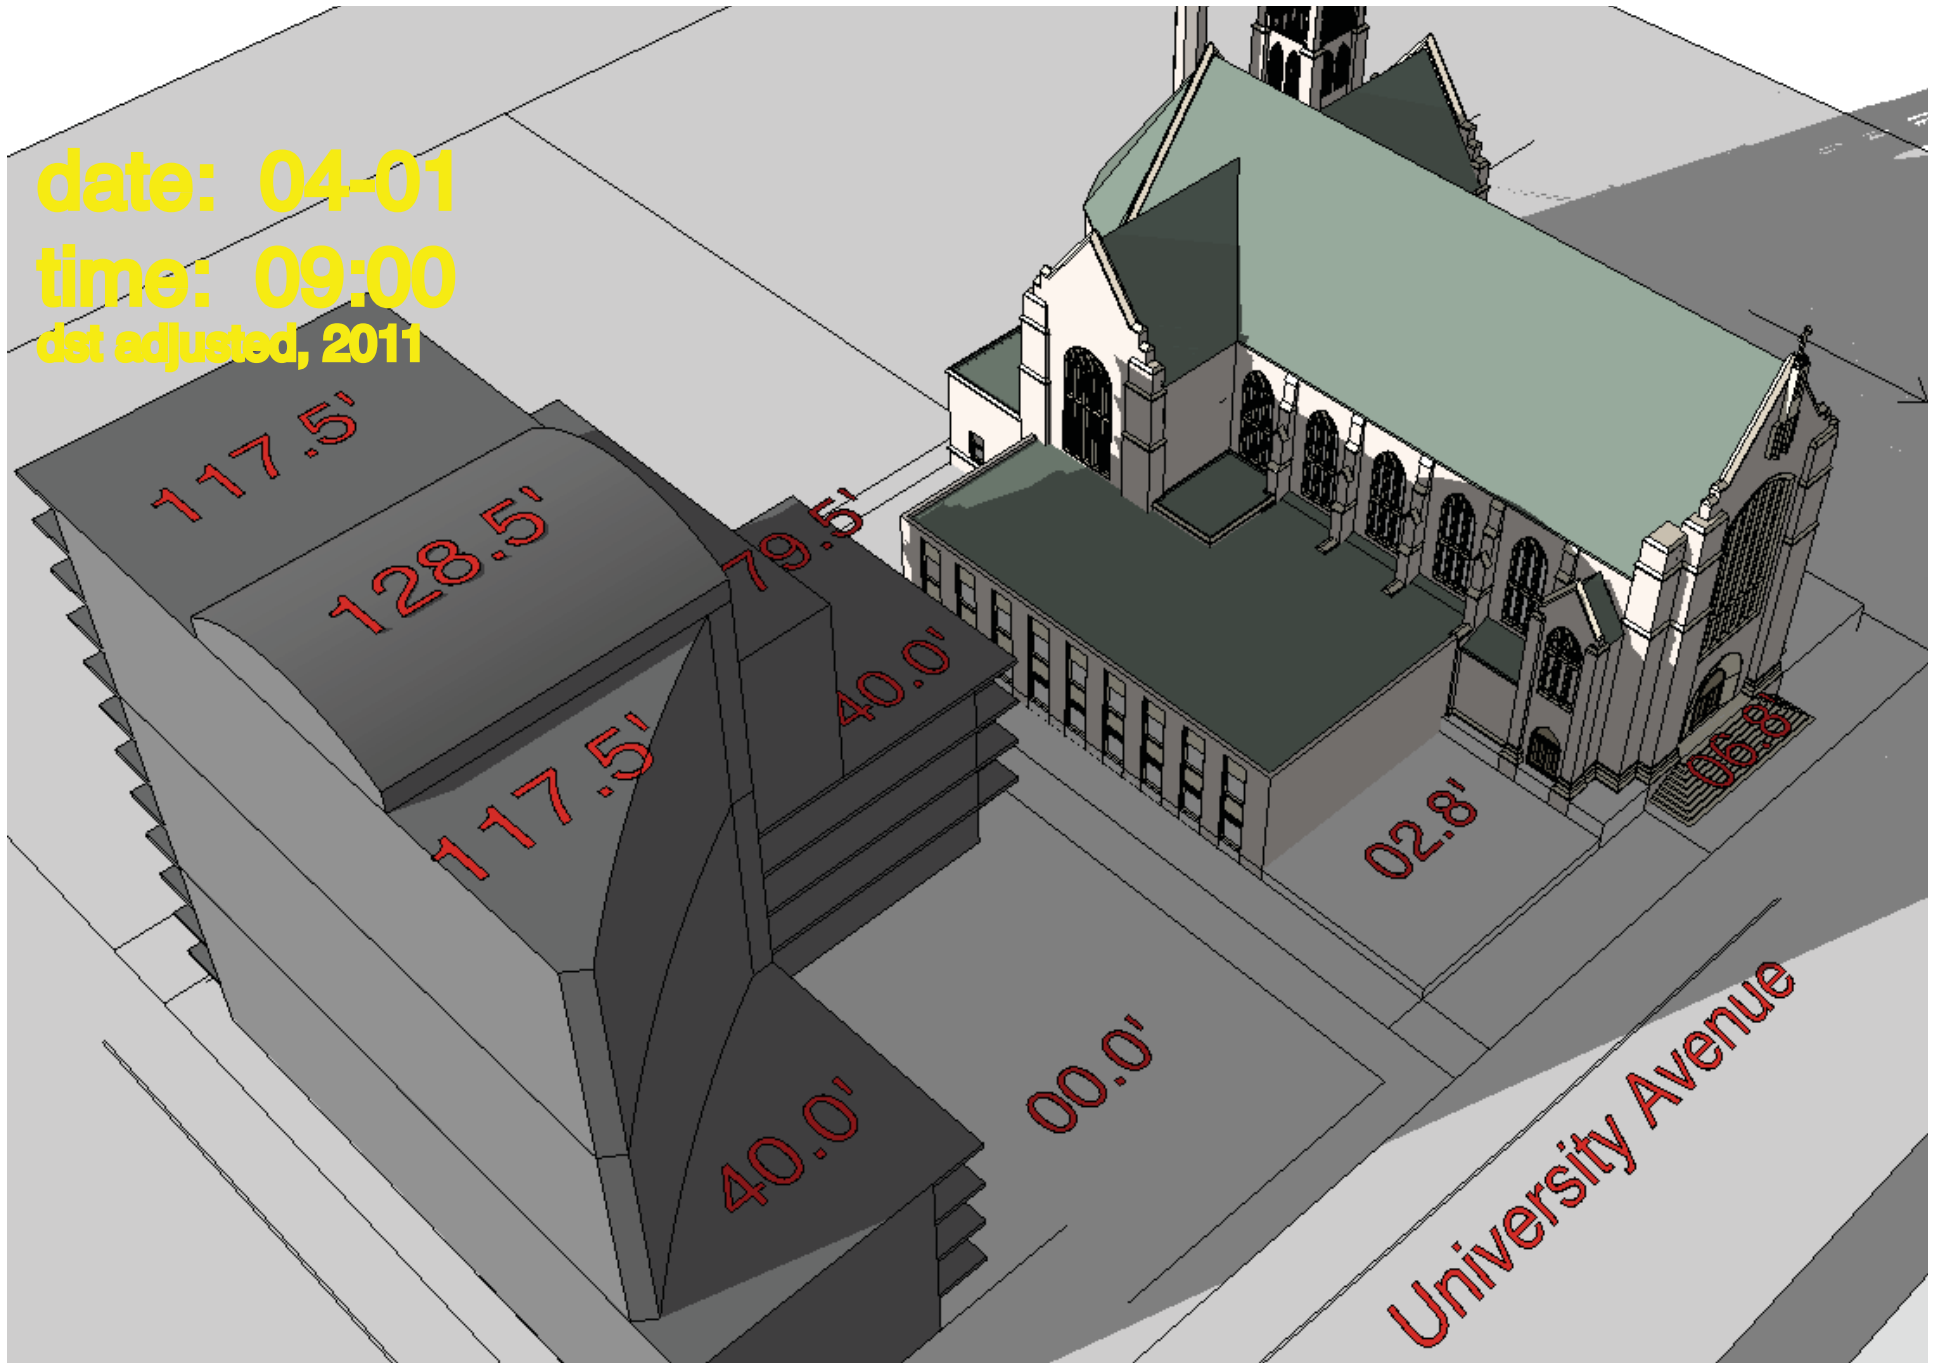 date: 04-01
time: 09:00
dst adjusted, 2011
117.5'
128.5'
79.5'
40.0'
117.5'
06.8'
02.8'
00.0'
40.0'
University Avenue